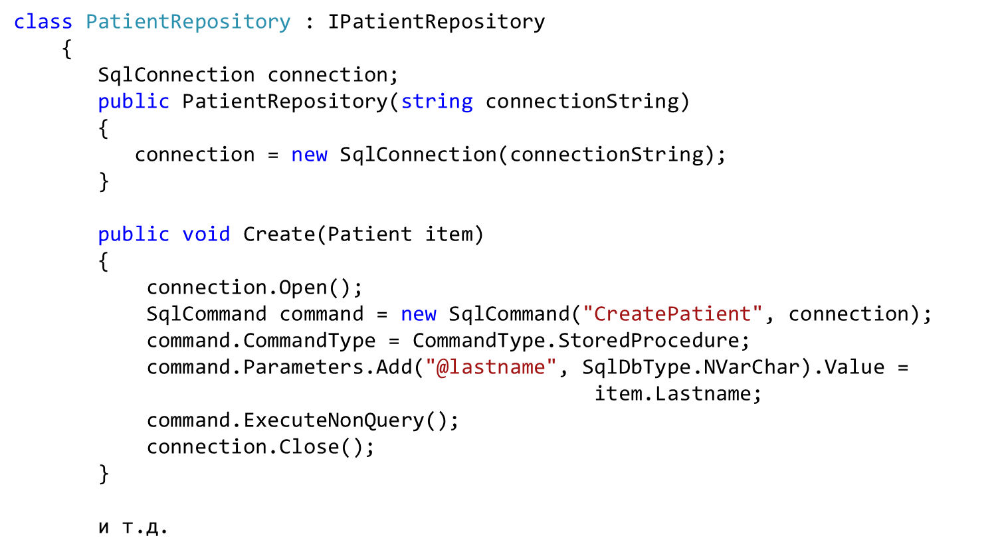 class PatientRepository : IPatientRepository
{
SqlConnection connection;
public PatientRepository(string connectionString)
{
connection = new SqlConnection(connectionString);
}
public void Create(Patient item)
{
connection.Open();
SqlCommand command = new SqlCommand("CreatePatient", connection);
command.CommandType = CommandType.StoredProcedure;
command.Parameters.Add("@lastname", SqlDbType.NVarChar).Value =
item.Lastname;
command.ExecuteNonQuery();
connection.Close();
}
и т.д.